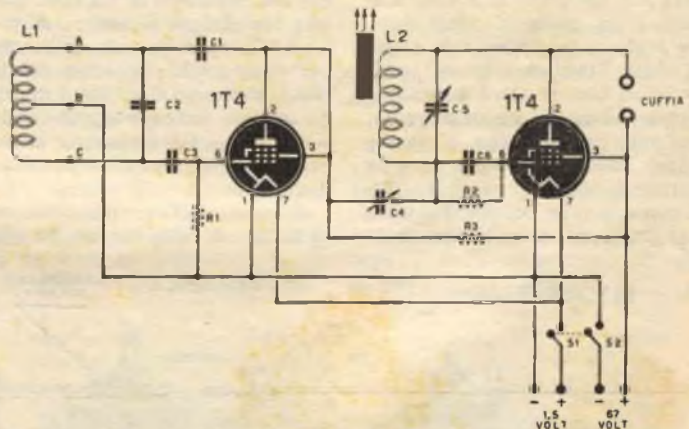 L1
A
B
C
C1
C2
C3
1T4
2
3
6
1
7
R1
L2
C5
1T4
2
3
6
1
7
C6
C4
R2
R3
CUFFIA
S1
S2
- + - +
1,5 VOLT
67 VOLT